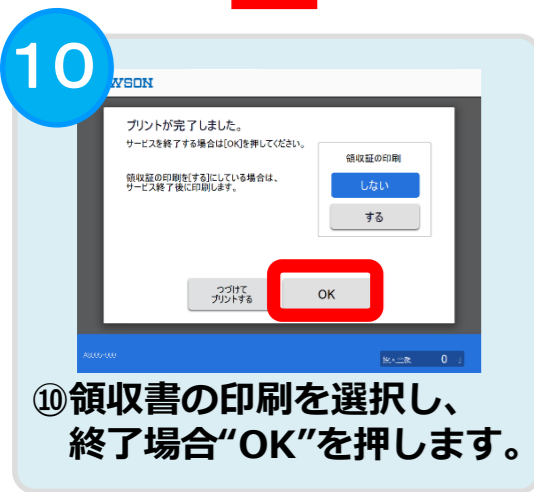 10
WSON
プリントが完了しました。
サービスを終了する場合は[OK]を押してください。
領収証の印刷を[する]にしている場合は、
サービス終了後に印刷します。
領収証の印刷
しない
する
つづけて
プリントする
OK
0
⑩領収書の印刷を選択し、
終了場合“OK”を押します。